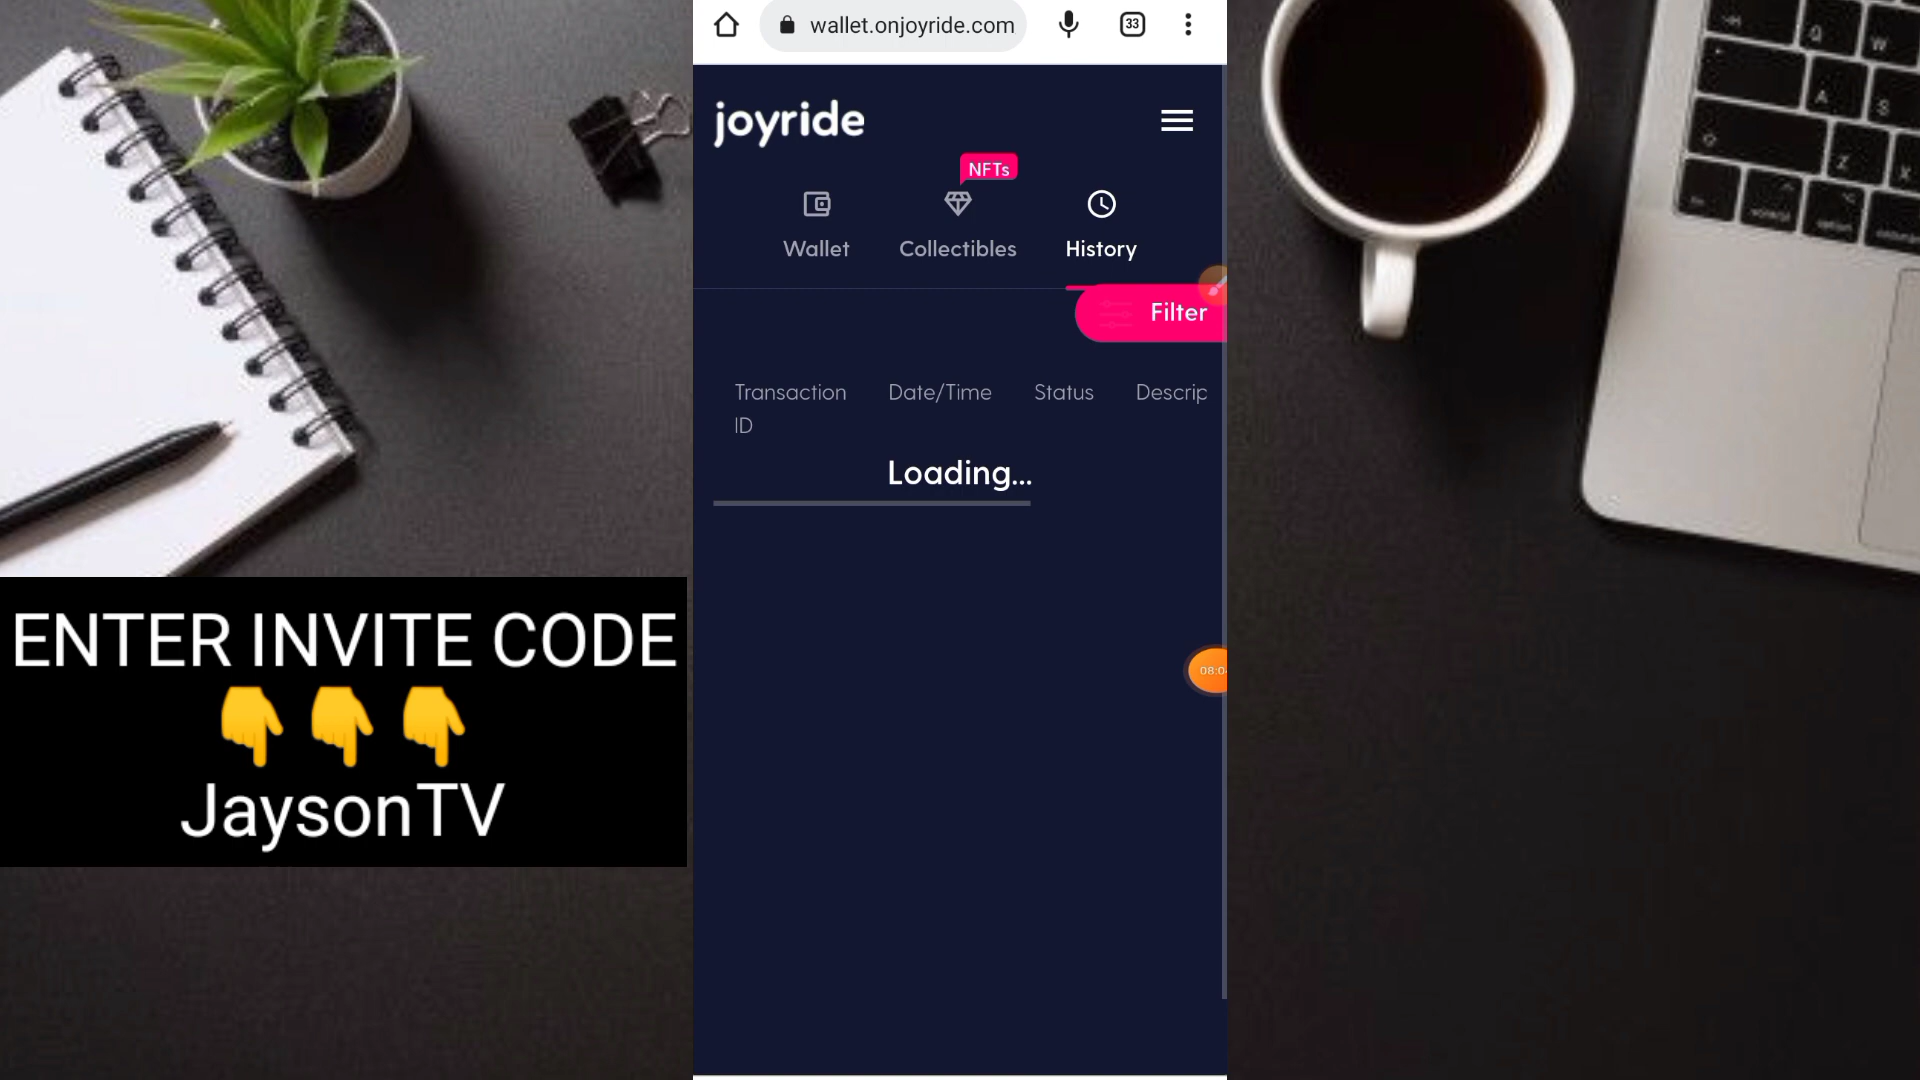 wallet.onjoyride.com
33
joyride
NFTs
Wallet
Collectibles
History
Filter
Transaction ID
Date/Time
Status
Descrip
Loading...
ENTER INVITE CODE
👇👇👇
JaysonTV
Q
W
A
S
Z
X